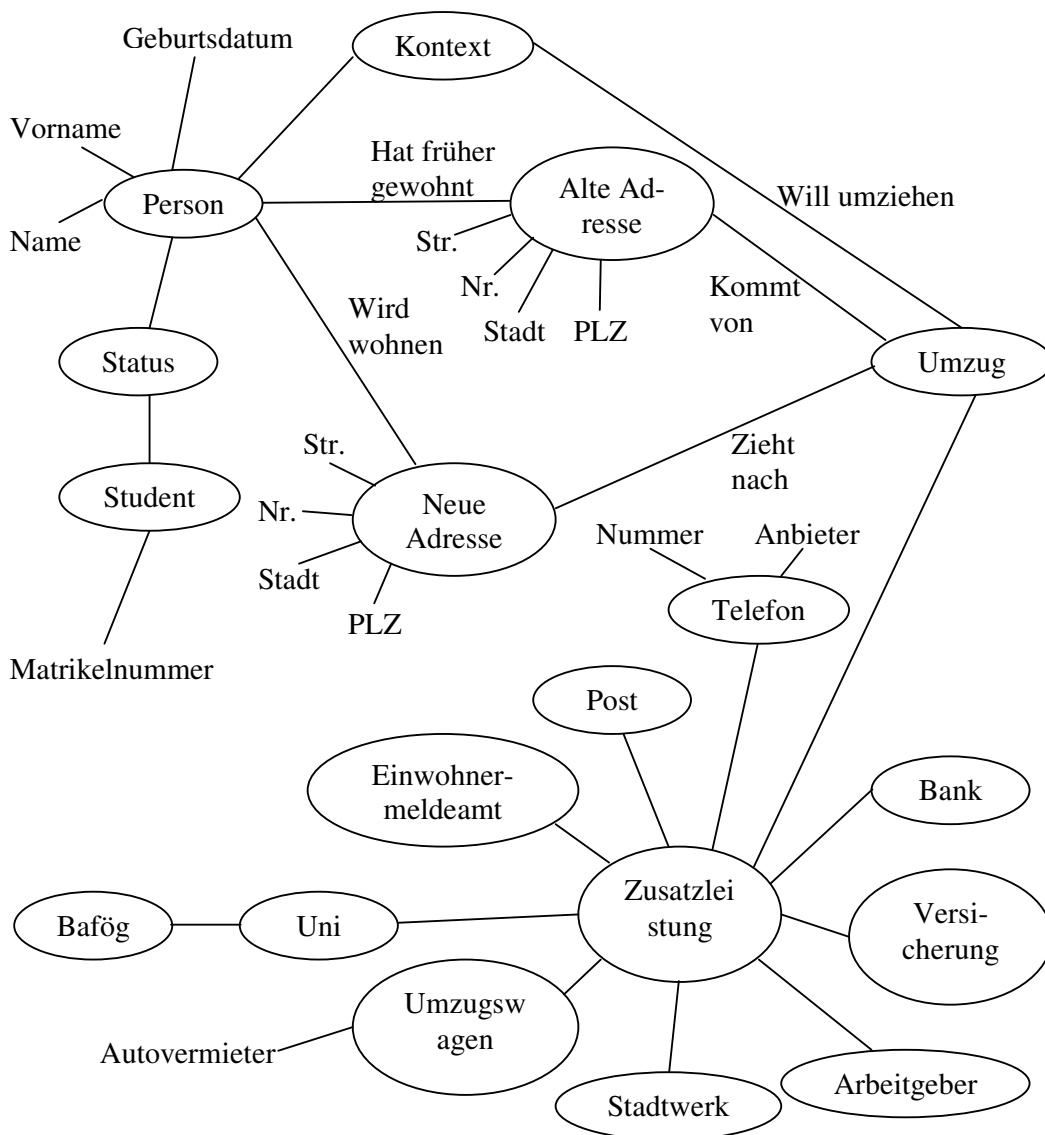 Geburtsdatum
Kontext
Vorname
Hat früher
gewohnt
Person
Alte Ad-
resse
Will umziehen
Name
Str.
Nr.
Kommt
von
Wird
wohnen
Stadt
PLZ
Status
Umzug
Str.
Zieht
nach
Student
Neue
Adresse
Nr.
Nummer
Anbieter
Stadt
Telefon
PLZ
Matrikelnummer
Post
Einwohner-
meldeamt
Bank
Zusatzlei
stung
Versi-
cherung
Bafög
Uni
Umzugsw
agen
Autovermieter
Arbeitgeber
Stadtwerk